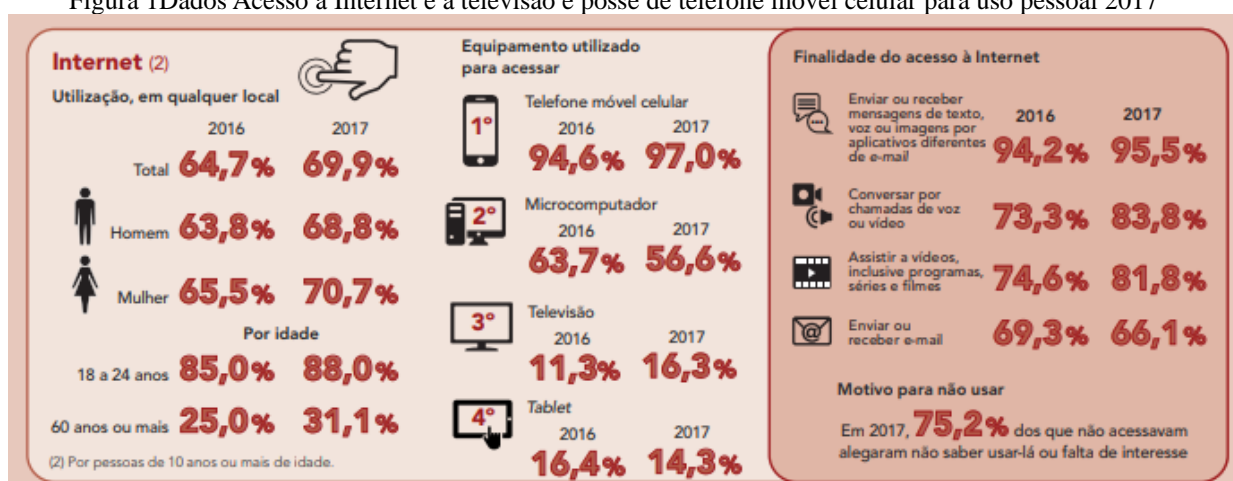 Figura 1Dados Acesso à Internet e à televisão e posse de telefone móvel celular para uso pessoal 2017
Internet (2)
Utilização, em qualquer local
2016 2017
Total 64,7% 69,9%
Homem 63,8% 68,8%
Mulher 65,5% 70,7%
Por idade
18 a 24 anos 85,0% 88,0%
60 anos ou mais 25,0% 31,1%
(2) Por pessoas de 10 anos ou mais de idade.
Equipamento utilizado
para acessar
1º
Telefone móvel celular
2016 2017
94,6% 97,0%
2º
Microcomputador
2016 2017
63,7% 56,6%
3º
Televisão
2016 2017
11,3% 16,3%
4º
Tablet
2016 2017
16,4% 14,3%
Finalidade do acesso à Internet
2016 2017
Enviar ou receber
mensagens de texto,
voz ou imagens por
aplicativos diferentes
de e-mail
94,2% 95,5%
Conversar por
chamadas de voz
ou vídeo
73,3% 83,8%
Assistir a vídeos,
inclusive programas,
séries e filmes
74,6% 81,8%
@
Enviar ou
receber e-mail
69,3% 66,1%
Motivo para não usar
Em 2017, 75,2% dos que não acessavam
alegaram não saber usar-lá ou falta de interesse